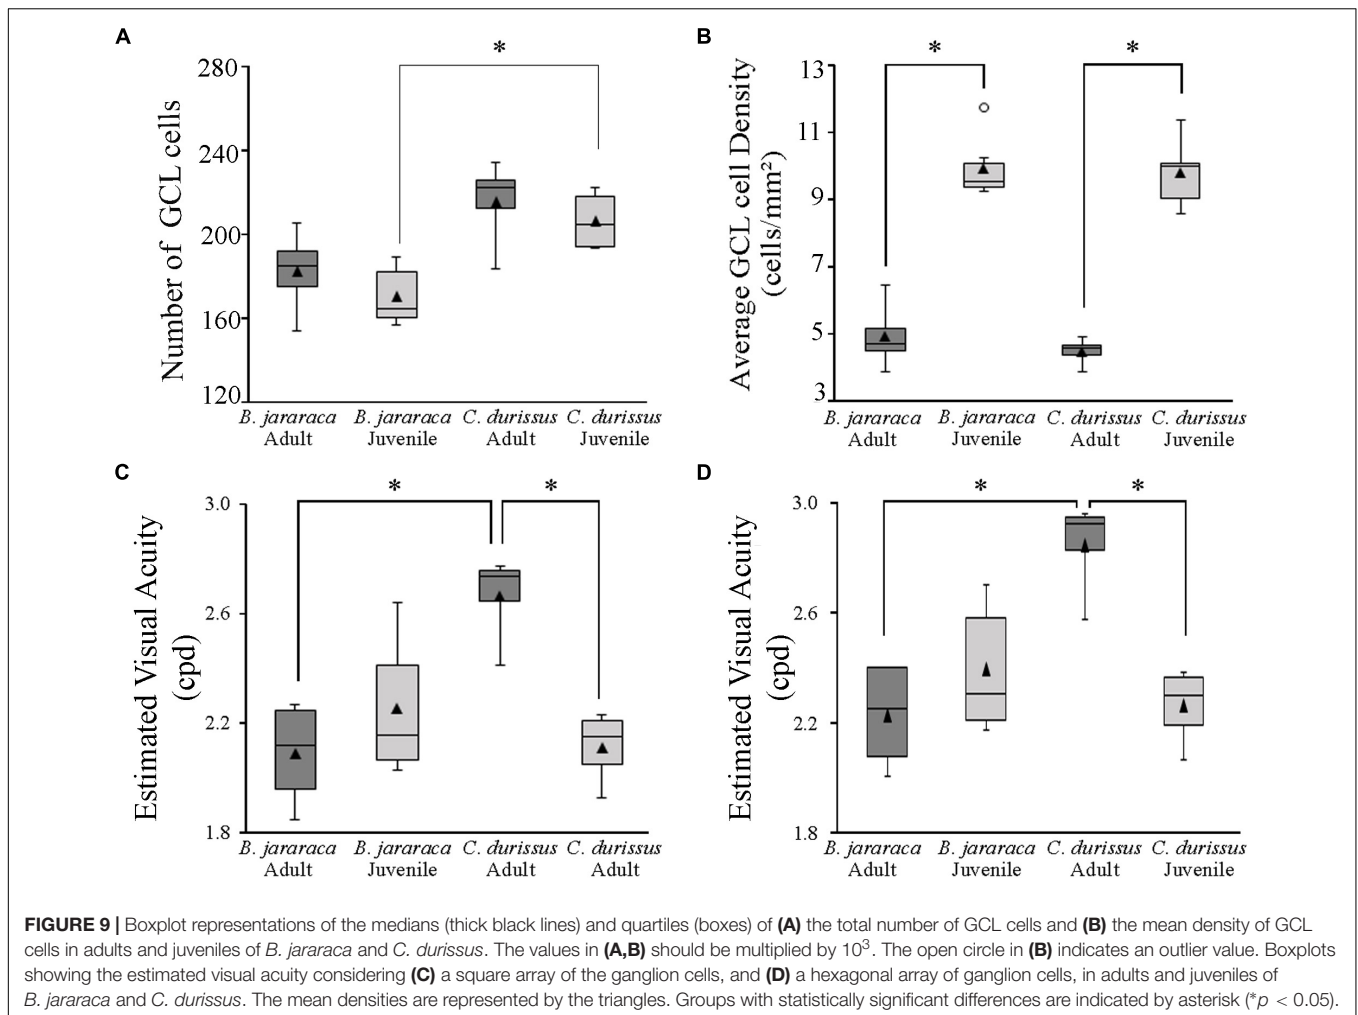 A
*
280
240
200
160
120
Number of GCL cells
B. jararaca
Adult
B. jararaca
Juvenile
C. durissus
Adult
C. durissus
Juvenile
B
*
*
13
11
9
7
5
3
Average GCL cell Density
(cells/mm²)
B. jararaca
Adult
B. jararaca
Juvenile
C. durissus
Adult
C. durissus
Juvenile
C
*
*
3.0
2.6
2.2
1.8
Estimated Visual Acuity
(cpd)
B. jararaca
Adult
B. jararaca
Juvenile
C. durissus
Adult
C. durissus
Adult
D
*
*
3.0
2.6
2.2
1.8
Estimated Visual Acuity
(cpd)
B. jararaca
Adult
B. jararaca
Juvenile
C. durissus
Adult
C. durissus
Juvenile
FIGURE 9 | Boxplot representations of the medians (thick black lines) and quartiles (boxes) of (A) the total number of GCL cells and (B) the mean density of GCL
cells in adults and juveniles of B. jararaca and C. durissus. The values in (A,B) should be multiplied by 10³. The open circle in (B) indicates an outlier value. Boxplots
showing the estimated visual acuity considering (C) a square array of the ganglion cells, and (D) a hexagonal array of ganglion cells, in adults and juveniles of
B. jararaca and C. durissus. The mean densities are represented by the triangles. Groups with statistically significant differences are indicated by asterisk (*p < 0.05).